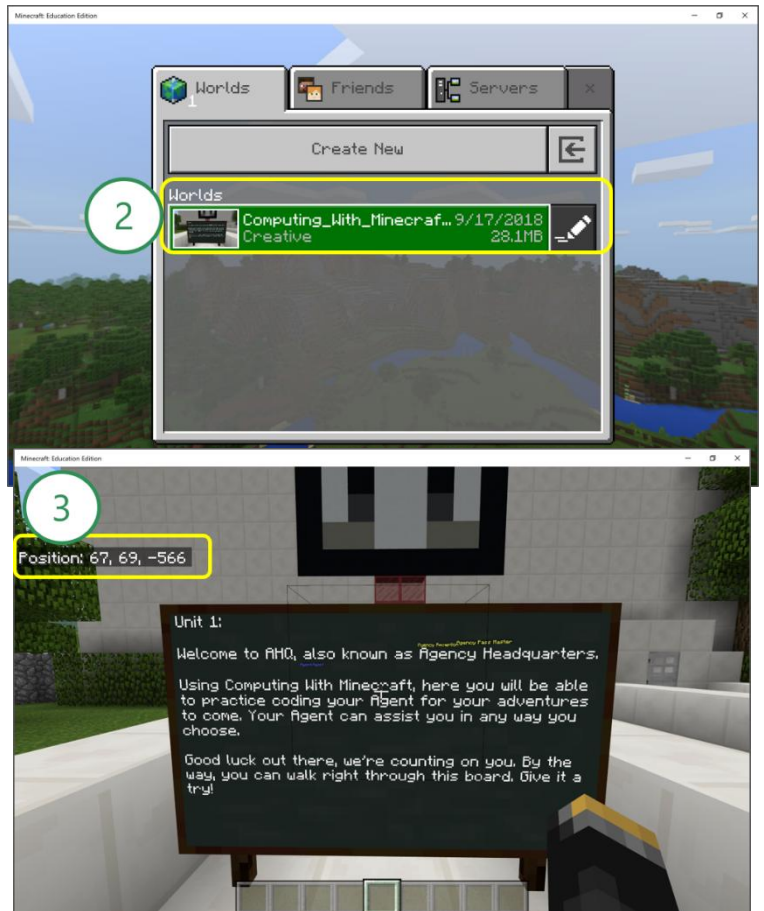 Minecraft: Education Edition
Worlds
1
Friends
Servers
Create New
Worlds
2
Computing_With_Minecraf... 9/17/2018
Creative 28.1MB
Minecraft: Education Edition
3
Position: 67, 69, -566
Unit 1:
Welcome to AHQ, also known as Agency Headquarters.
Using Computing With Minecraft, here you will be able
to practice coding your Agent for your adventures
to come. Your Agent can assist you in any way you
choose.
Good luck out there, we're counting on you. By the
way, you can walk right through this board. Give it a
try!